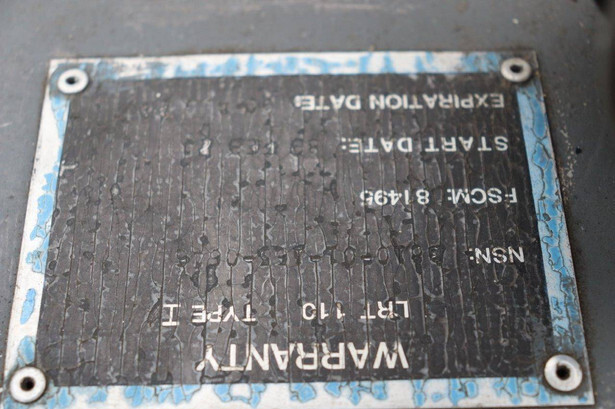 WARRANTY
LRT 110 TYPE I
NSN:
FSCM: 81495
START DATE:
EXPIRATION DATE: